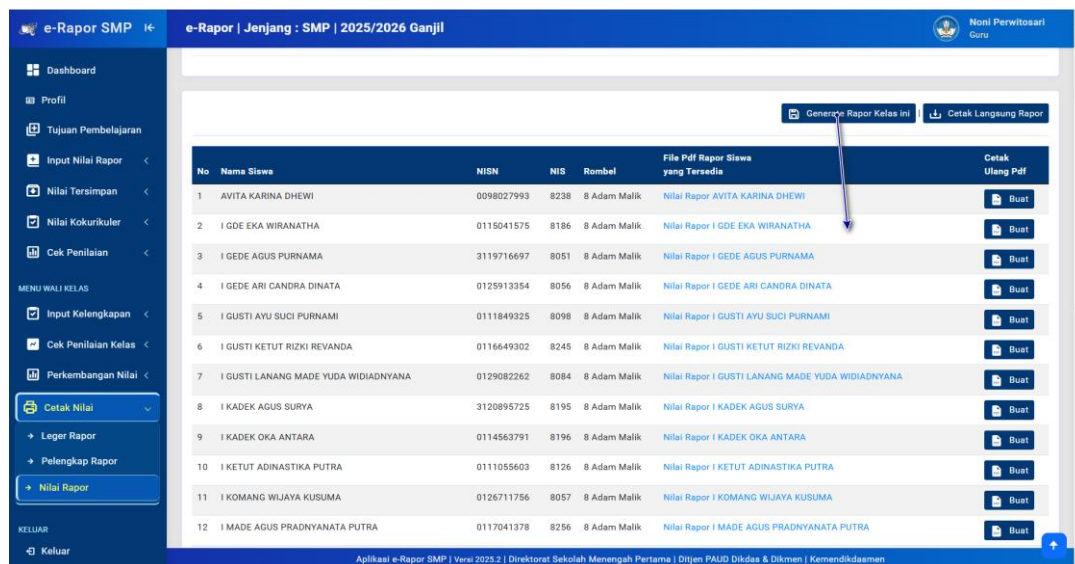 e-Rapor SMP
e-Rapor | Jenjang : SMP | 2025/2026 Ganjil
Noni Perwitosari
Guru
Dashboard
Profil
Tujuan Pembelajaran
Input Nilai Rapor
Nilai Tersimpan
Nilai Kokurikuler
Cek Penilaian
MENU WALI KELAS
Input Kelengkapan
Cek Penilaian Kelas
Perkembangan Nilai
Cetak Nilai
Leger Rapor
Pelengkap Rapor
Nilai Rapor
KELUAR
Keluar
Generate Rapor Kelas ini | Cetak Langsung Rapor
No Nama Siswa NISN NIS Rombel File Pdf Rapor Siswa yang Tersedia Cetak Ulang Pdf
1 AVITA KARINA DHEWI 0098027993 8238 8 Adam Malik Nilai Rapor AVITA KARINA DHEWI Buat
2 I GDE EKA WIRANATHA 0115041575 8186 8 Adam Malik Nilai Rapor I GDE EKA WIRANATHA Buat
3 I GEDE AGUS PURNAMA 3119716697 8051 8 Adam Malik Nilai Rapor I GEDE AGUS PURNAMA Buat
4 I GEDE ARI CANDRA DINATA 0125913354 8056 8 Adam Malik Nilai Rapor I GEDE ARI CANDRA DINATA Buat
5 I GUSTI AYU SUCI PURNAMI 0111849325 8098 8 Adam Malik Nilai Rapor I GUSTI AYU SUCI PURNAMI Buat
6 I GUSTI KETUT RIZKI REVANDA 0116649302 8245 8 Adam Malik Nilai Rapor I GUSTI KETUT RIZKI REVANDA Buat
7 I GUSTI LANANG MADE YUDA WIDIADNYANA 0129082262 8084 8 Adam Malik Nilai Rapor I GUSTI LANANG MADE YUDA WIDIADNYANA Buat
8 I KADEK AGUS SURYA 3120895725 8195 8 Adam Malik Nilai Rapor I KADEK AGUS SURYA Buat
9 I KADEK OKA ANTARA 0114563791 8196 8 Adam Malik Nilai Rapor I KADEK OKA ANTARA Buat
10 I KETUT ADINASTIKA PUTRA 0111055603 8126 8 Adam Malik Nilai Rapor I KETUT ADINASTIKA PUTRA Buat
11 I KOMANG WIJAYA KUSUMA 0126711756 8057 8 Adam Malik Nilai Rapor I KOMANG WIJAYA KUSUMA Buat
12 I MADE AGUS PRADNYANATA PUTRA 0117041378 8256 8 Adam Malik Nilai Rapor I MADE AGUS PRADNYANATA PUTRA Buat
Aplikasi e-Rapor SMP | Versi 2025.2 | Direktorat Sekolah Menengah Pertama | Ditjen PAUD Dikdas & Dikmen | Kemendikdasmen